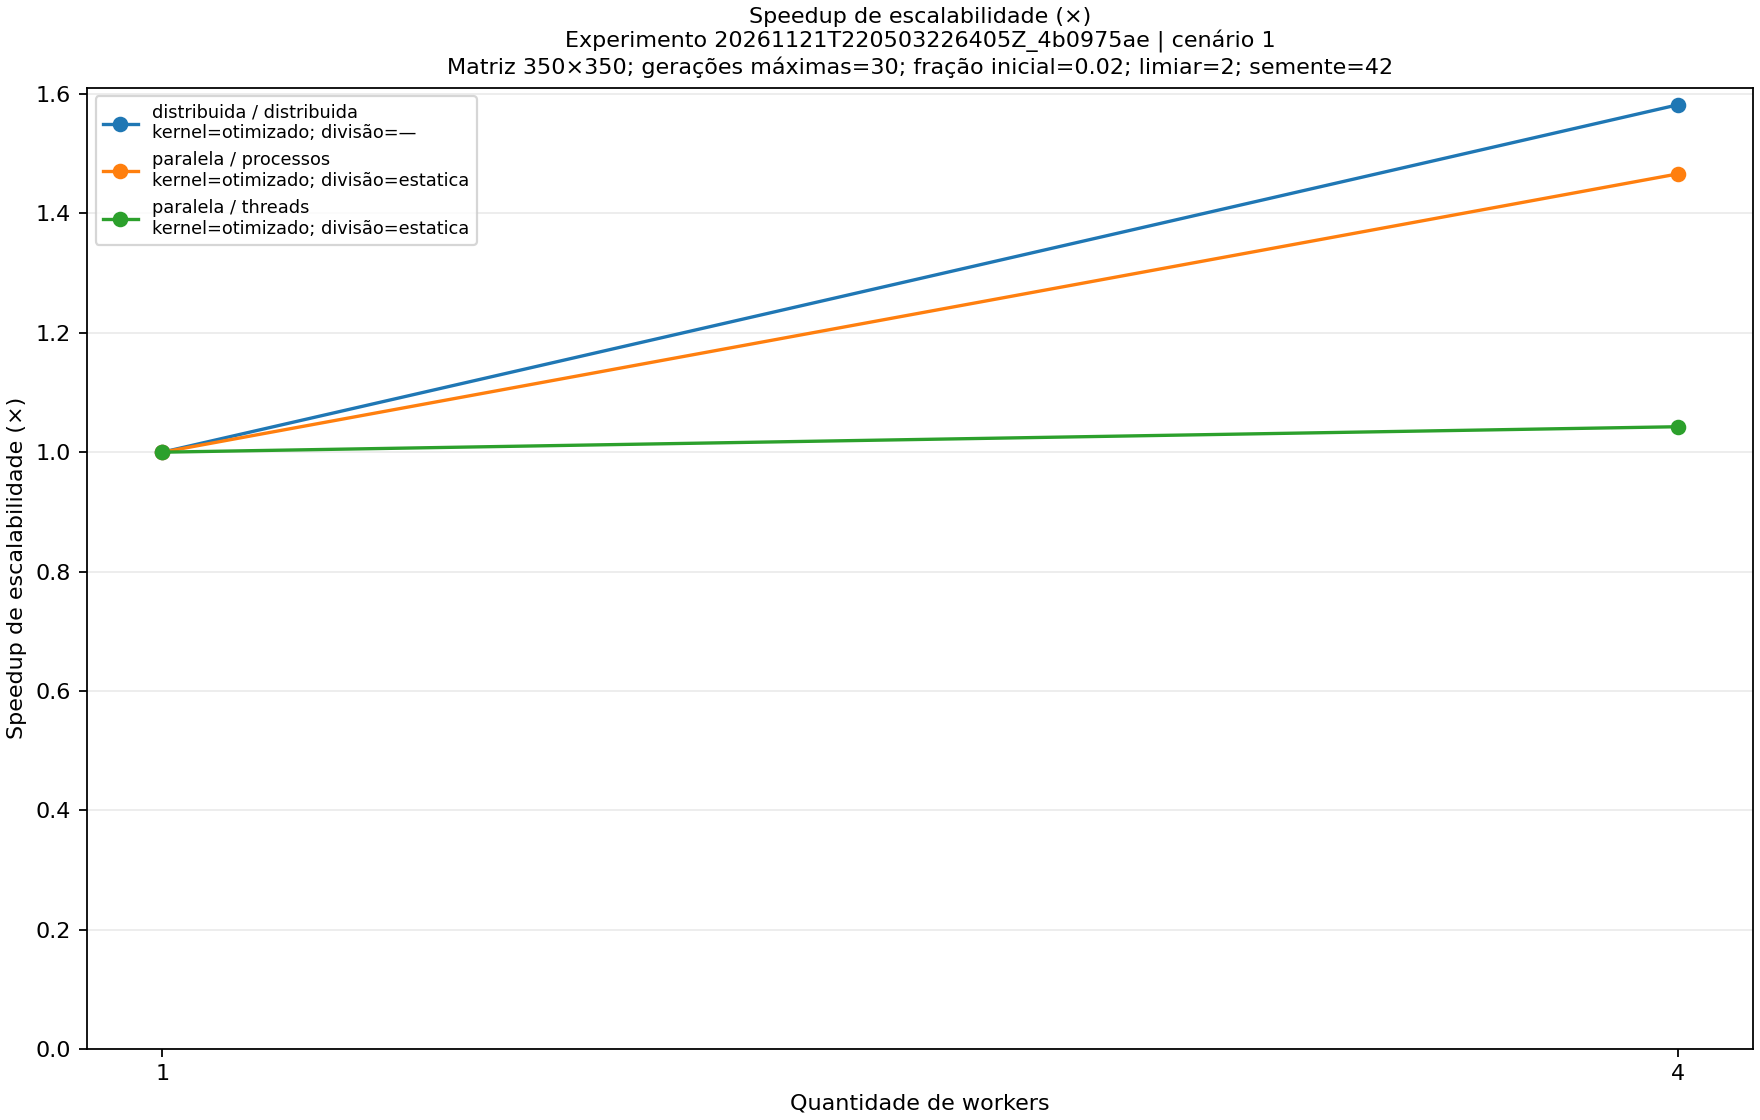 Speedup de escalabilidade (×)
Experimento 20261121T220503226405Z_4b0975ae | cenário 1
Matriz 350×350; gerações máximas=30; fração inicial=0.02; limiar=2; semente=42
distribuida / distribuida
kernel=otimizado; divisão=—
paralela / processos
kernel=otimizado; divisão=estatica
paralela / threads
kernel=otimizado; divisão=estatica
Speedup de escalabilidade (×)
1.6
1.4
1.2
1.0
0.8
0.6
0.4
0.2
0.0
1
4
Quantidade de workers